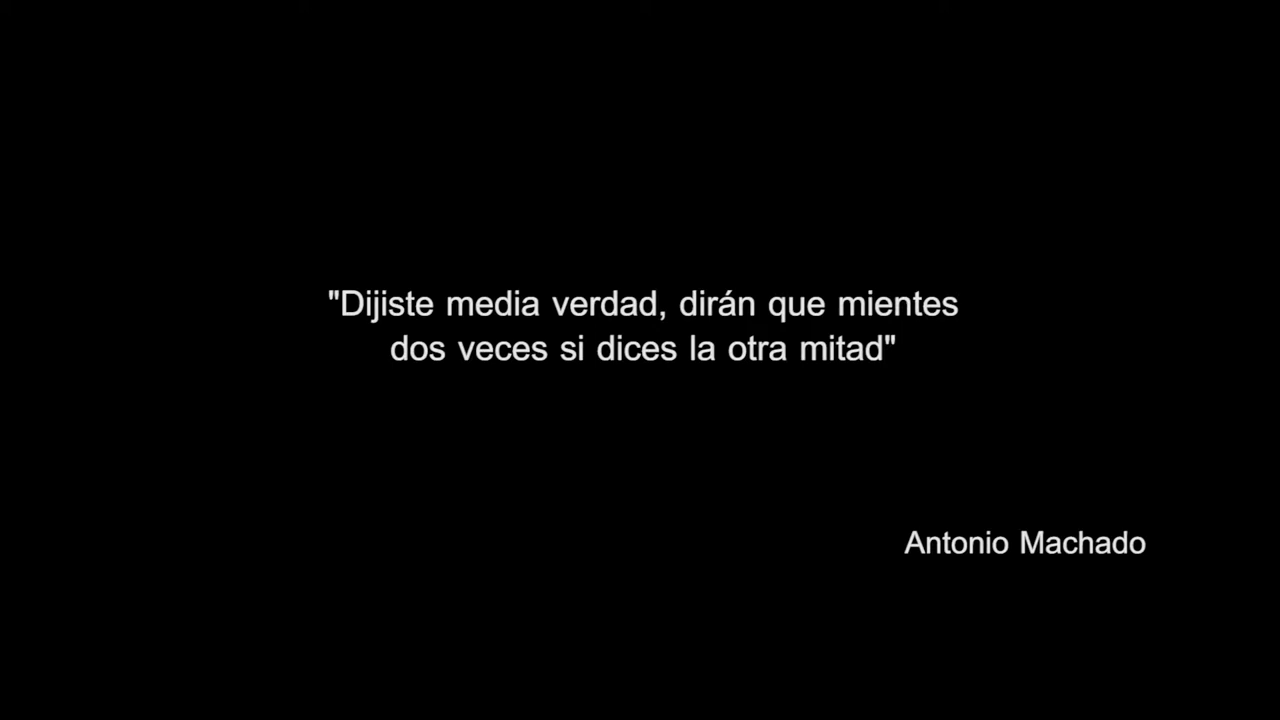 "Dijiste media verdad, dirán que mientes
dos veces si dices la otra mitad"
Antonio Machado